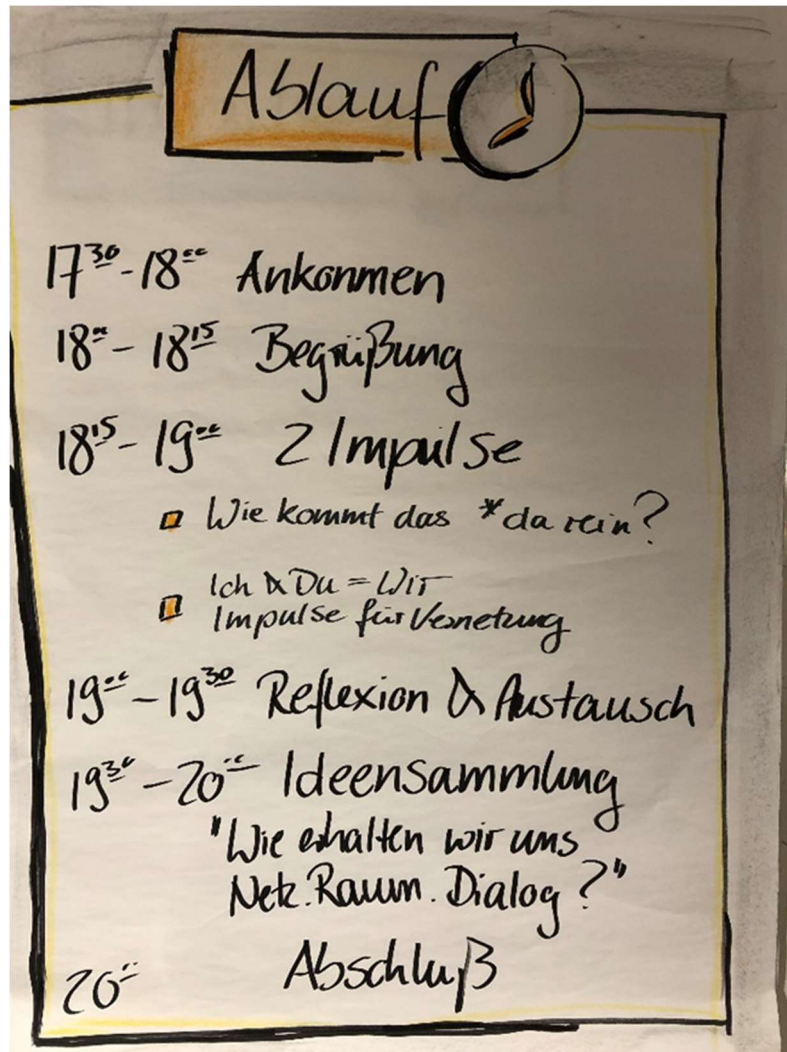 Ablauf
17³⁰ - 18⁰⁰ Ankommen
18⁰⁰ - 18¹⁵ Begrüßung
18¹⁵ - 19⁰⁰ 2 Impulse
Wie kommt das *da rein?
Ich & Du = Wir
Impulse für Vernetzung
19⁰⁰ - 19³⁰ Reflexion & Austausch
19³⁰ - 20⁰⁰ Ideensammlung
"Wie erhalten wir uns
Netz.Raum.Dialog?"
20⁰⁰ Abschluß